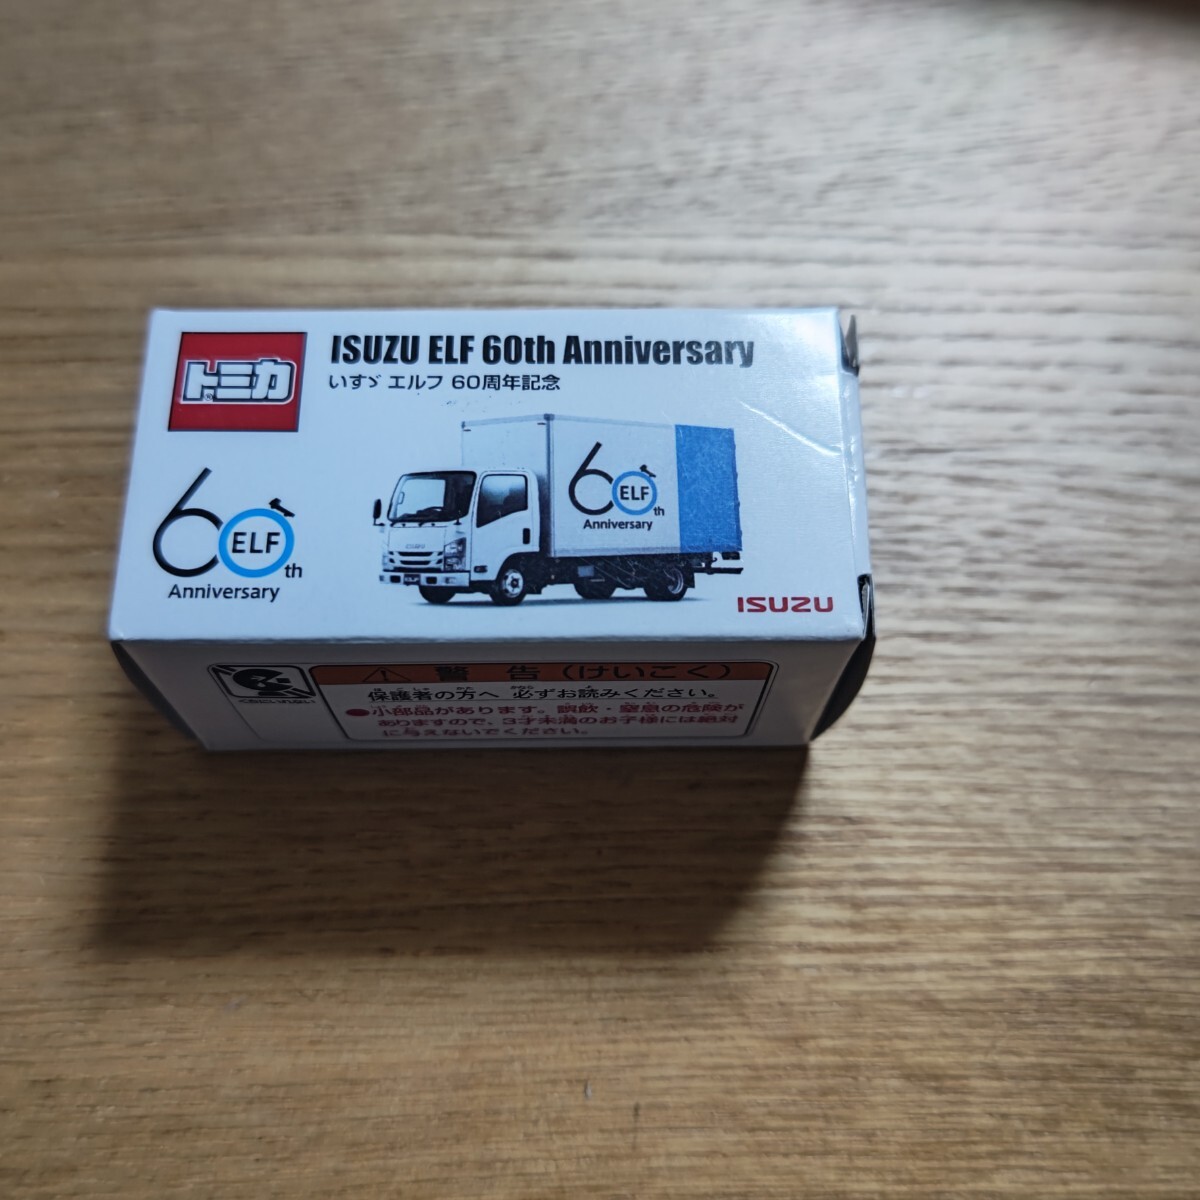 トミカ®
ISUZU ELF 60th Anniversary
いすゞ エルフ 60周年記念
60th ELF
Anniversary
60th ELF
Anniversary
ISUZU
ELF
ISUZU
警告(けいこく)
保護者の方へ 必ずお読みください。
●小部品があります。誤飲・窒息の危険が
ありますので、3才未満のお子様には絶対
に与えないでください。